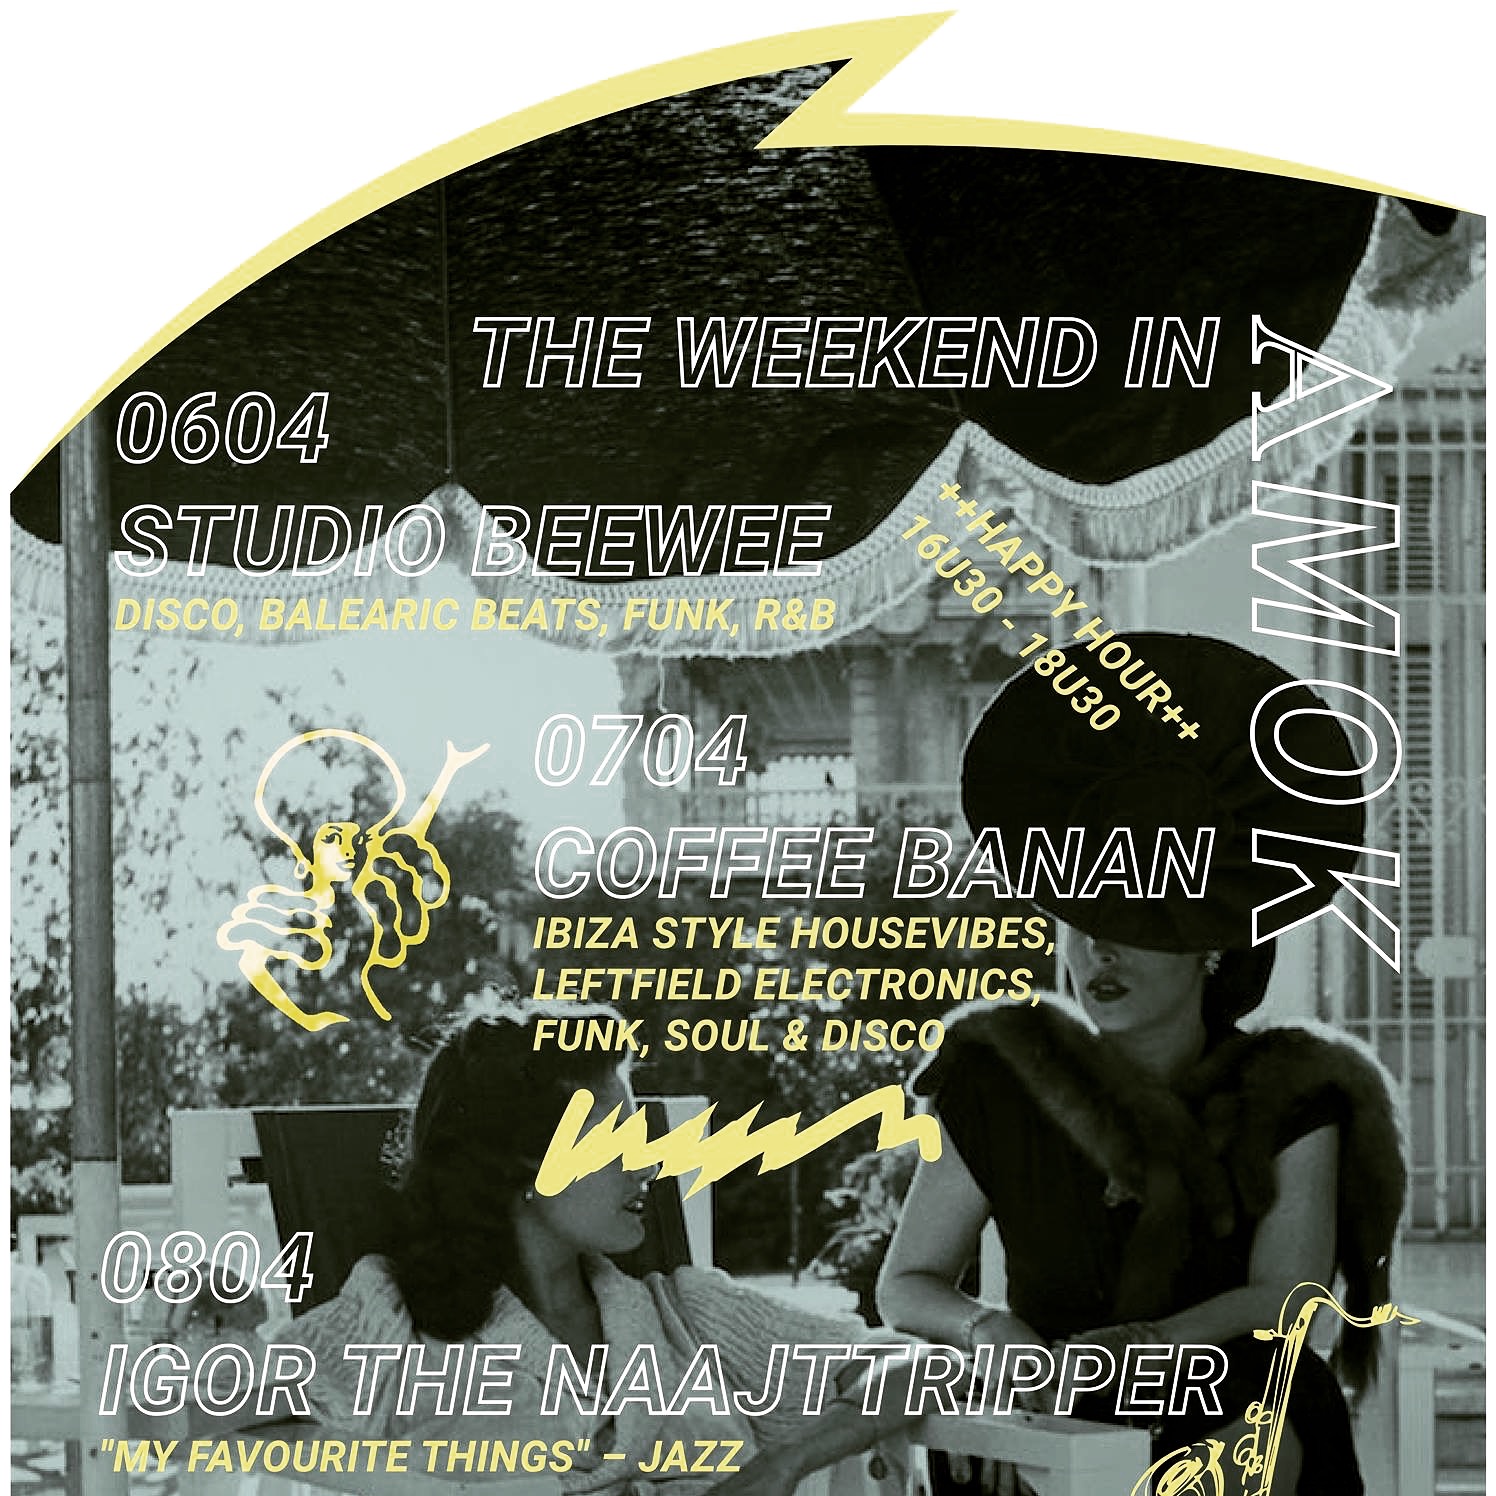 THE WEEKEND IN
AMOK
0604
STUDIO BEEWEE
DISCO, BALEARIC BEATS, FUNK, R&B
++HAPPY HOUR++
16U30 - 18U30
0704
COFFEE BANAN
IBIZA STYLE HOUSEVIBES,
LEFTFIELD ELECTRONICS,
FUNK, SOUL & DISCO
0804
IGOR THE NAAJTTRIPPER
"MY FAVOURITE THINGS" – JAZZ